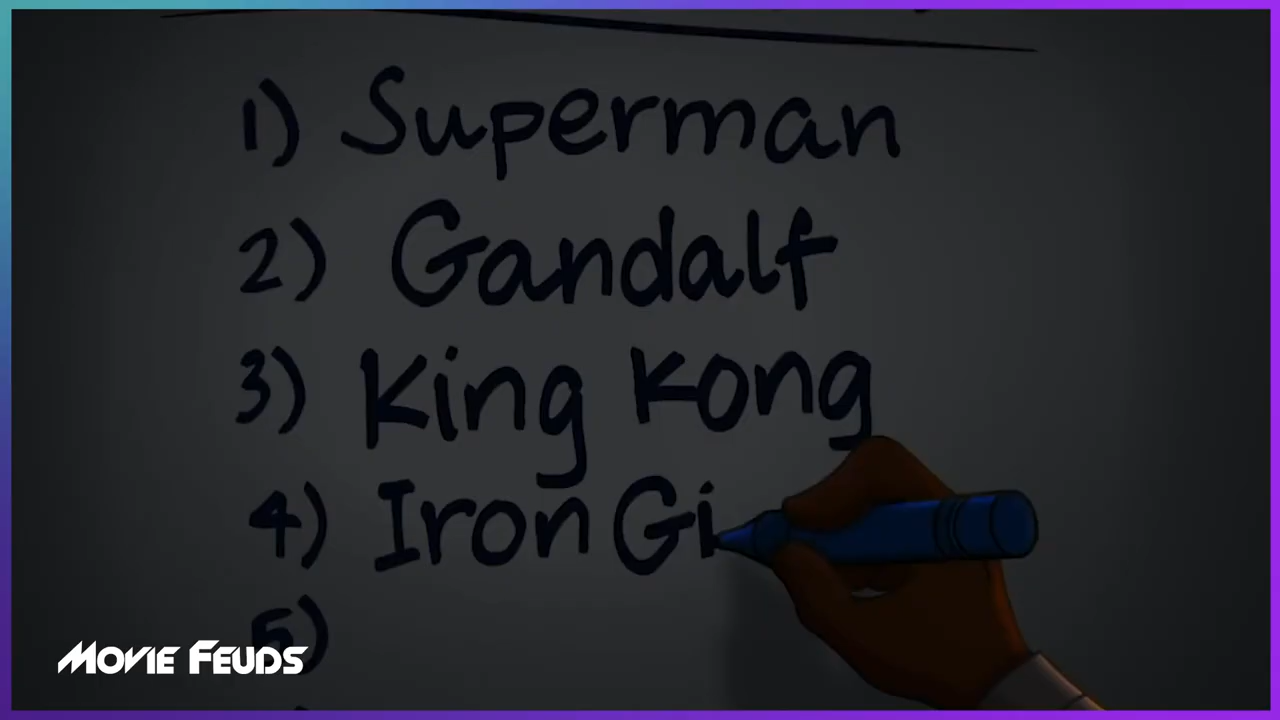 1) Superman
2) Gandalf
3) King Kong
4) Iron Gi
5)
Movie Feuds